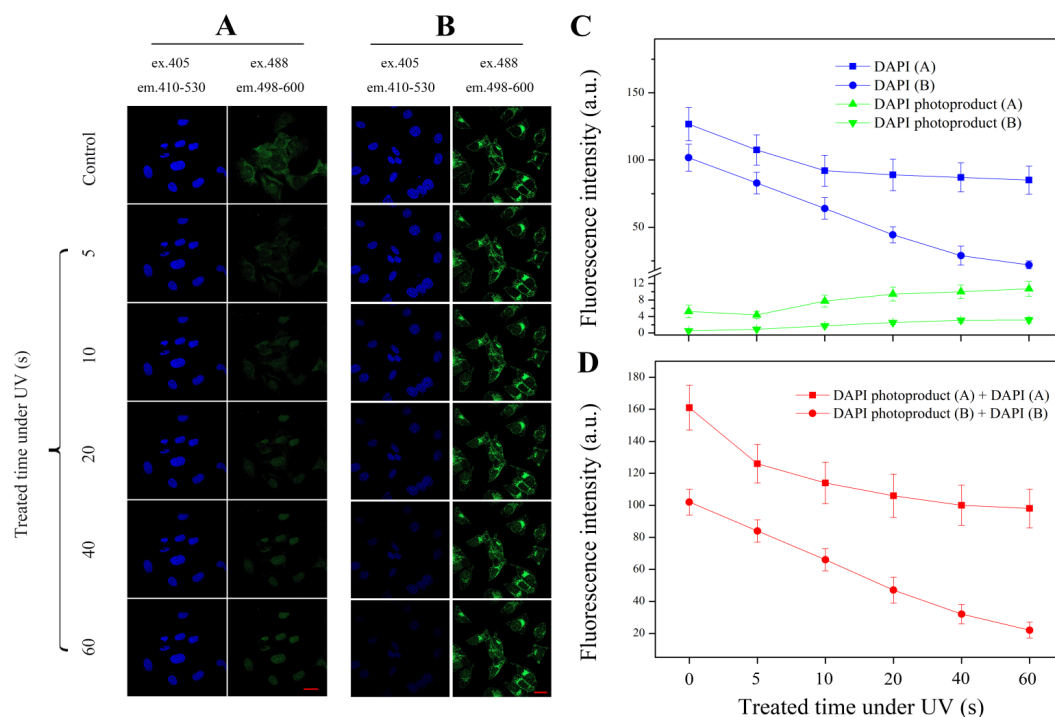 A
B
ex.405
ex.488
ex.405
ex.488
em.410-530
em.498-600
em.410-530
em.498-600
Control
5
10
20
40
60
Treated time under UV (s)
C
DAPI (A)
DAPI (B)
DAPI photoproduct (A)
DAPI photoproduct (B)
Fluorescence intensity (a.u.)
150
100
50
12
8
4
0
D
DAPI photoproduct (A) + DAPI (A)
DAPI photoproduct (B) + DAPI (B)
Fluorescence intensity (a.u.)
180
160
140
120
100
80
60
40
20
0 5 10 20 40 60
Treated time under UV (s)